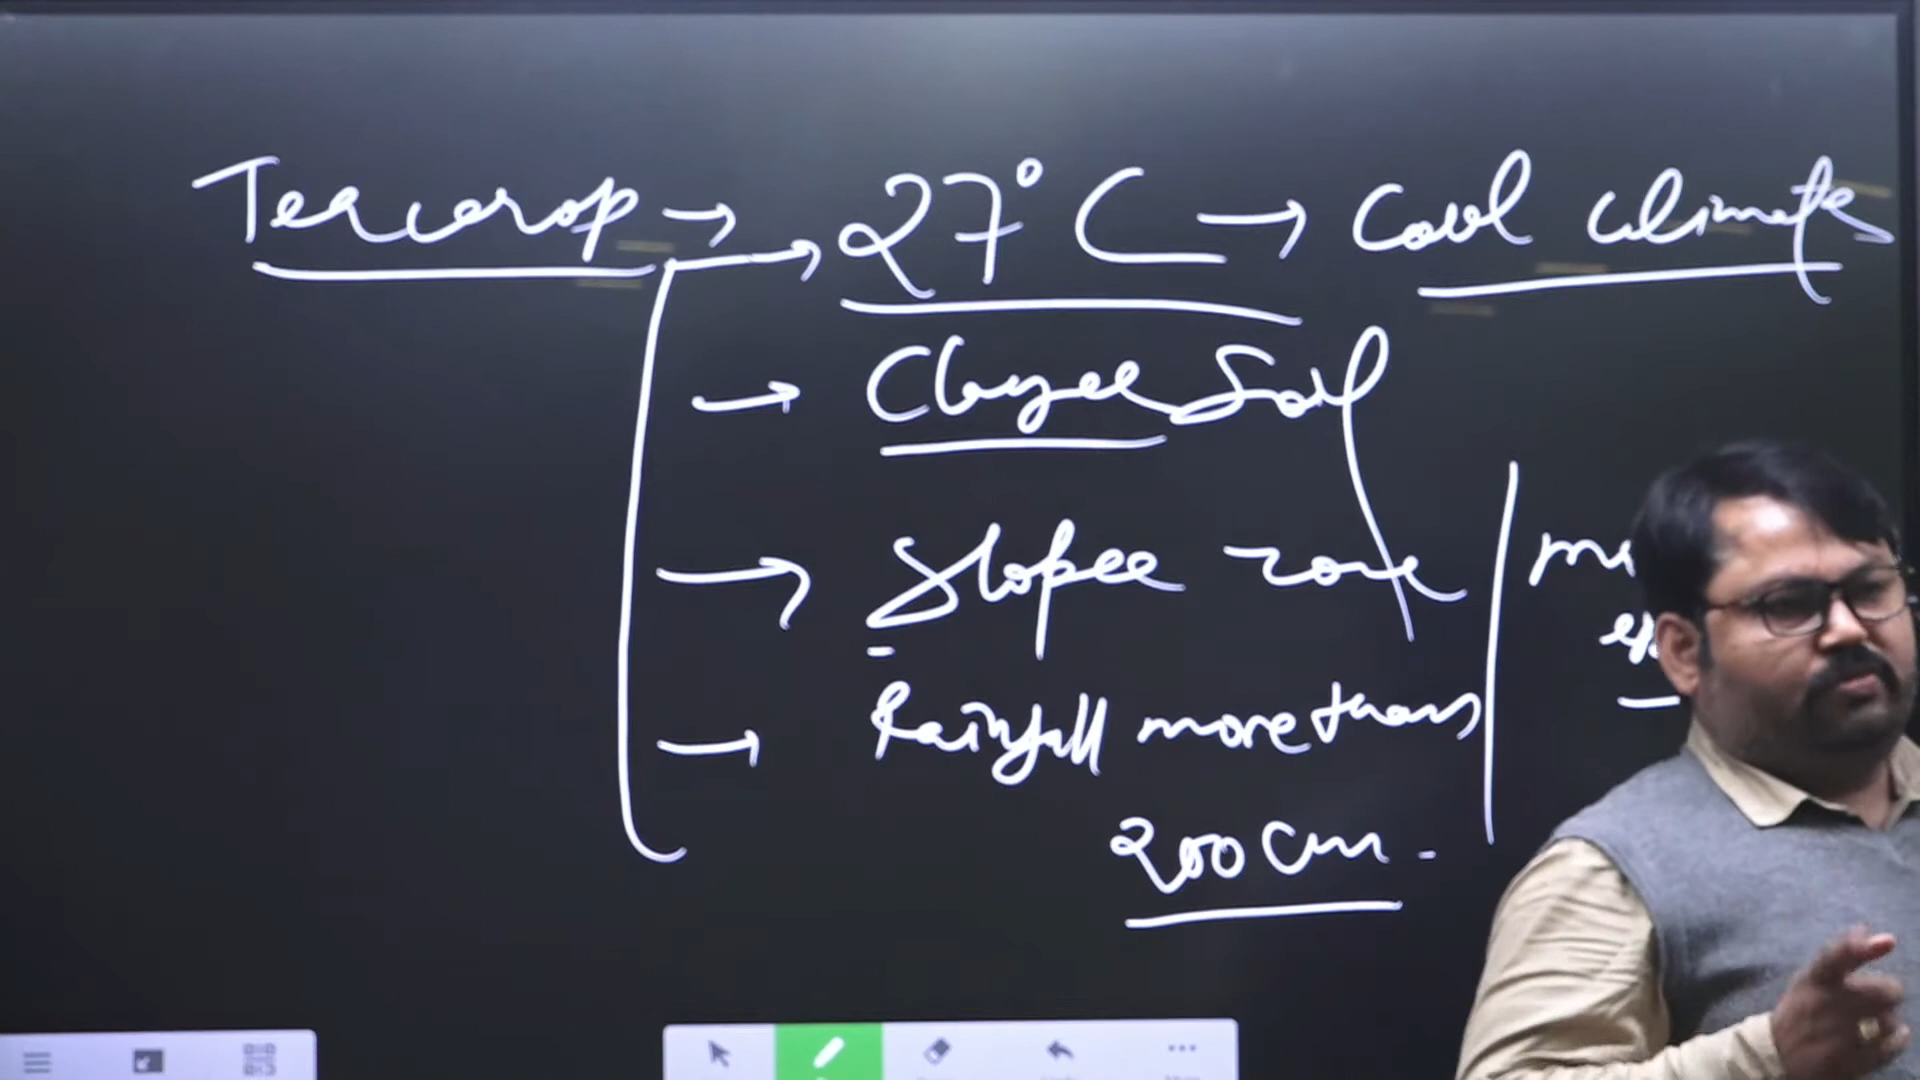 Tea crop → → 27°C → Cool climate
→ Clayee Soil
→ Slopee zone
→ Rainfall more than
200 cm.